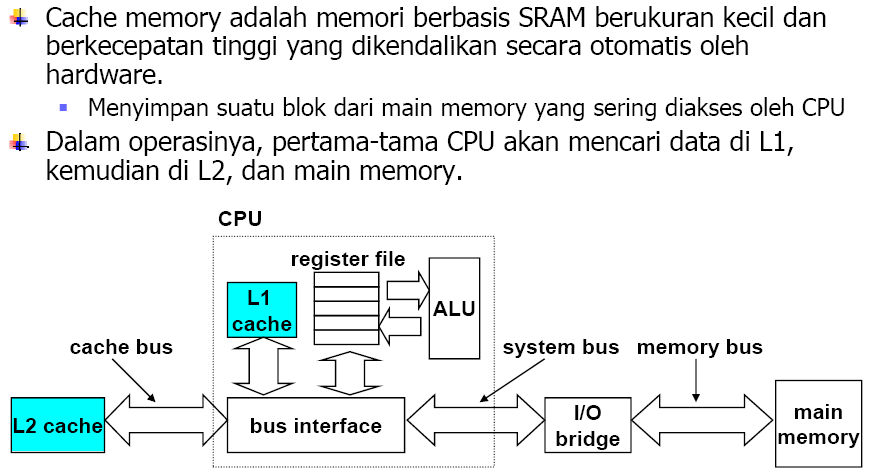 Cache memory adalah memori berbasis SRAM berukuran kecil dan
berkecepatan tinggi yang dikendalikan secara otomatis oleh
hardware.
Menyimpan suatu blok dari main memory yang sering diakses oleh CPU
Dalam operasinya, pertama-tama CPU akan mencari data di L1,
kemudian di L2, dan main memory.
CPU
register file
L1
cache
ALU
cache bus
system bus
memory bus
L2 cache
bus interface
I/O
bridge
main
memory